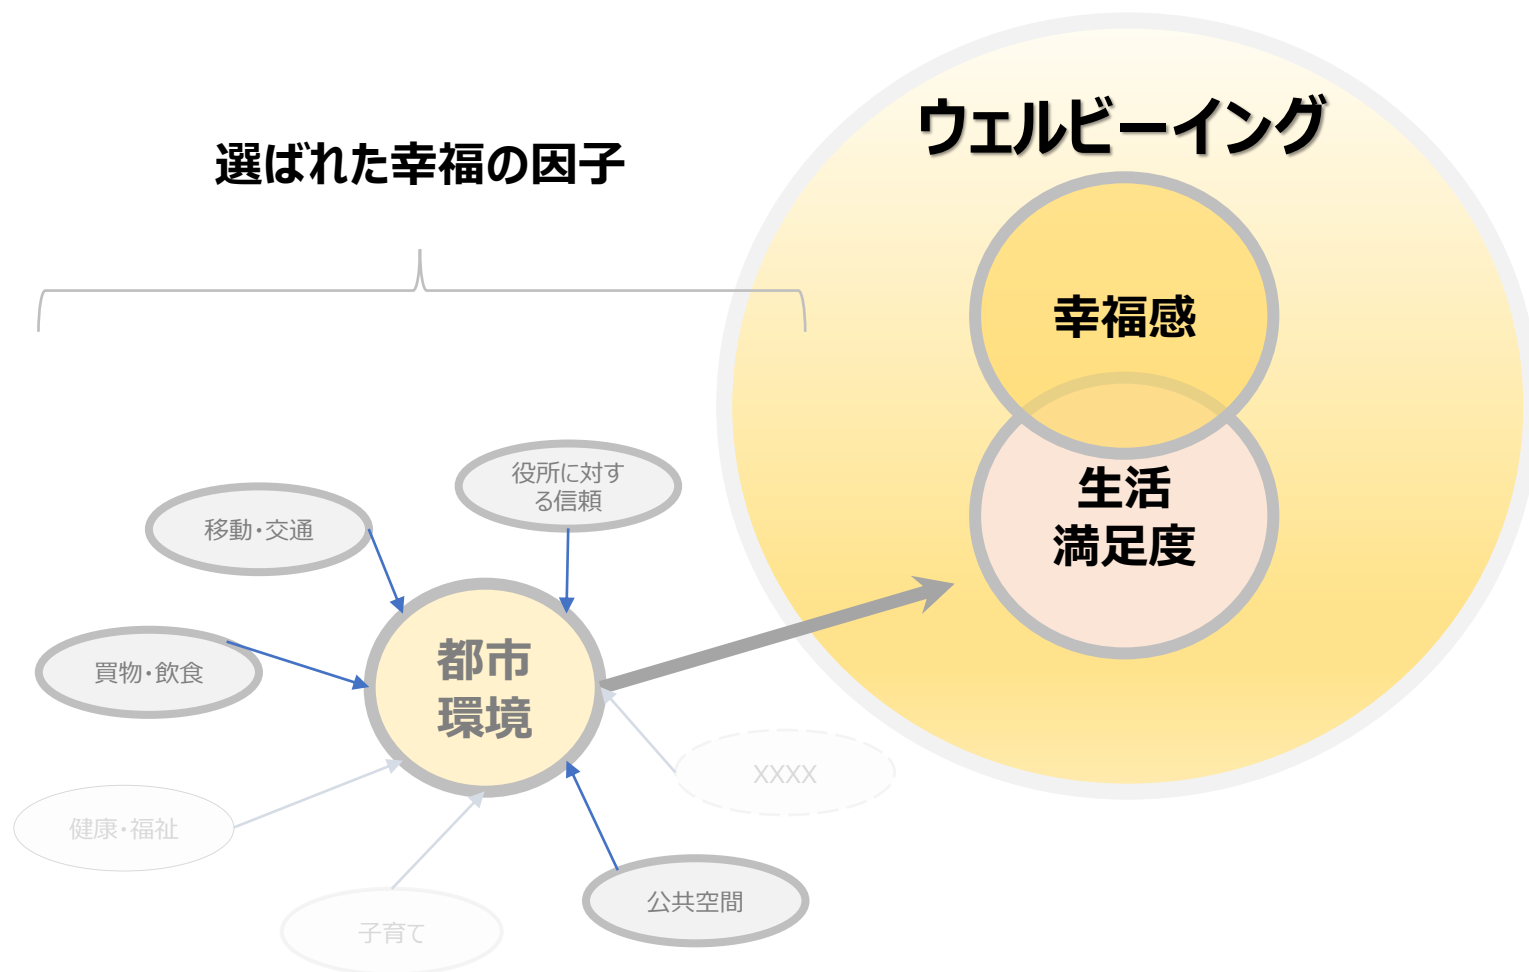 ウェルビーイング
選ばれた幸福の因子
幸福感
生活
満足度
役所に対す
る信頼
移動・交通
買物・飲食
都市
環境
XXXX
健康・福祉
公共空間
子育て